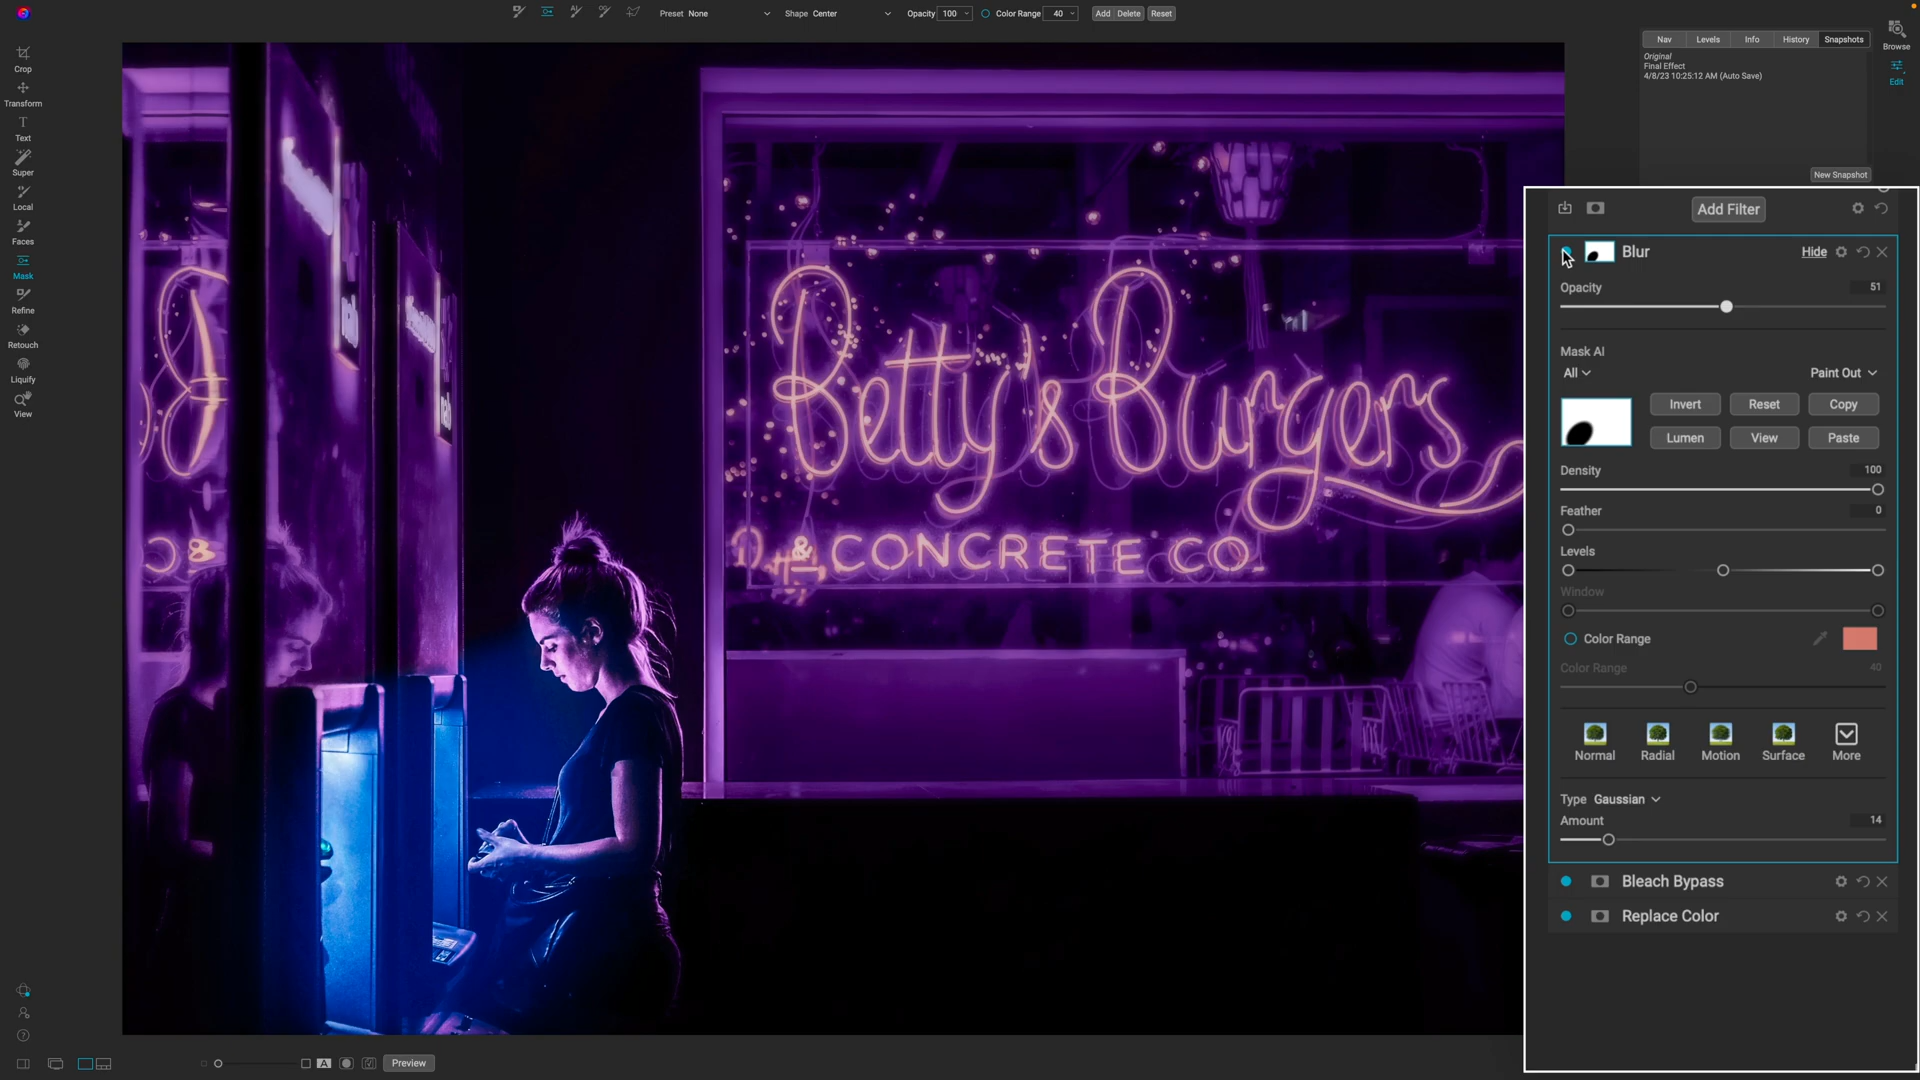 Preset None
Shape Center
Opacity 100
Color Range 40
Add Delete
Reset
Crop
Transform
Text
Super
Local
Faces
Mask
Refine
Retouch
Liquify
View
Nav Levels Info History Snapshots
Original
Final Effect
4/8/23 10:25:12 AM (Auto Save)
New Snapshot
Browse
Edit
Betty's Burgers
& CONCRETE CO.
Add Filter
Blur
Hide
Opacity 51
Mask AI
All
Paint Out
Invert Reset Copy
Lumen View Paste
Density 100
Feather 0
Levels
Window
Color Range
Color Range 40
Normal Radial Motion Surface More
Type Gaussian
Amount 14
Bleach Bypass
Replace Color
A
Preview